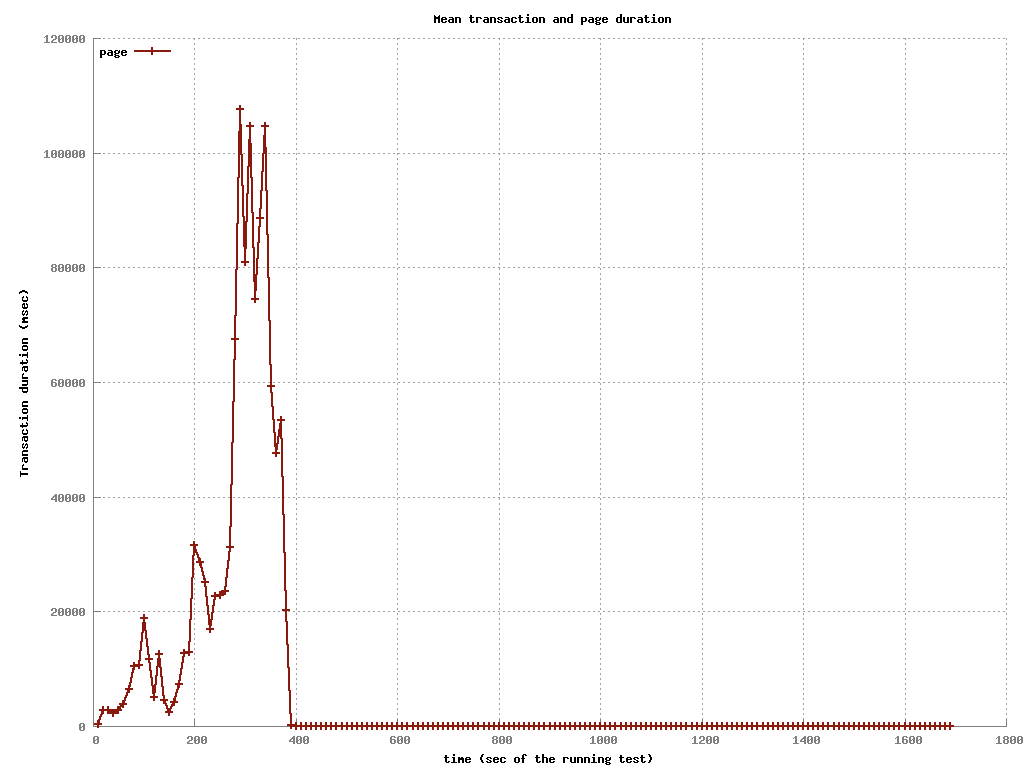 Mean transaction and page duration
120000
page
100000
80000
60000
40000
20000
0
Transaction duration (msec)
0 200 400 600 800 1000 1200 1400 1600 1800
time (sec of the running test)